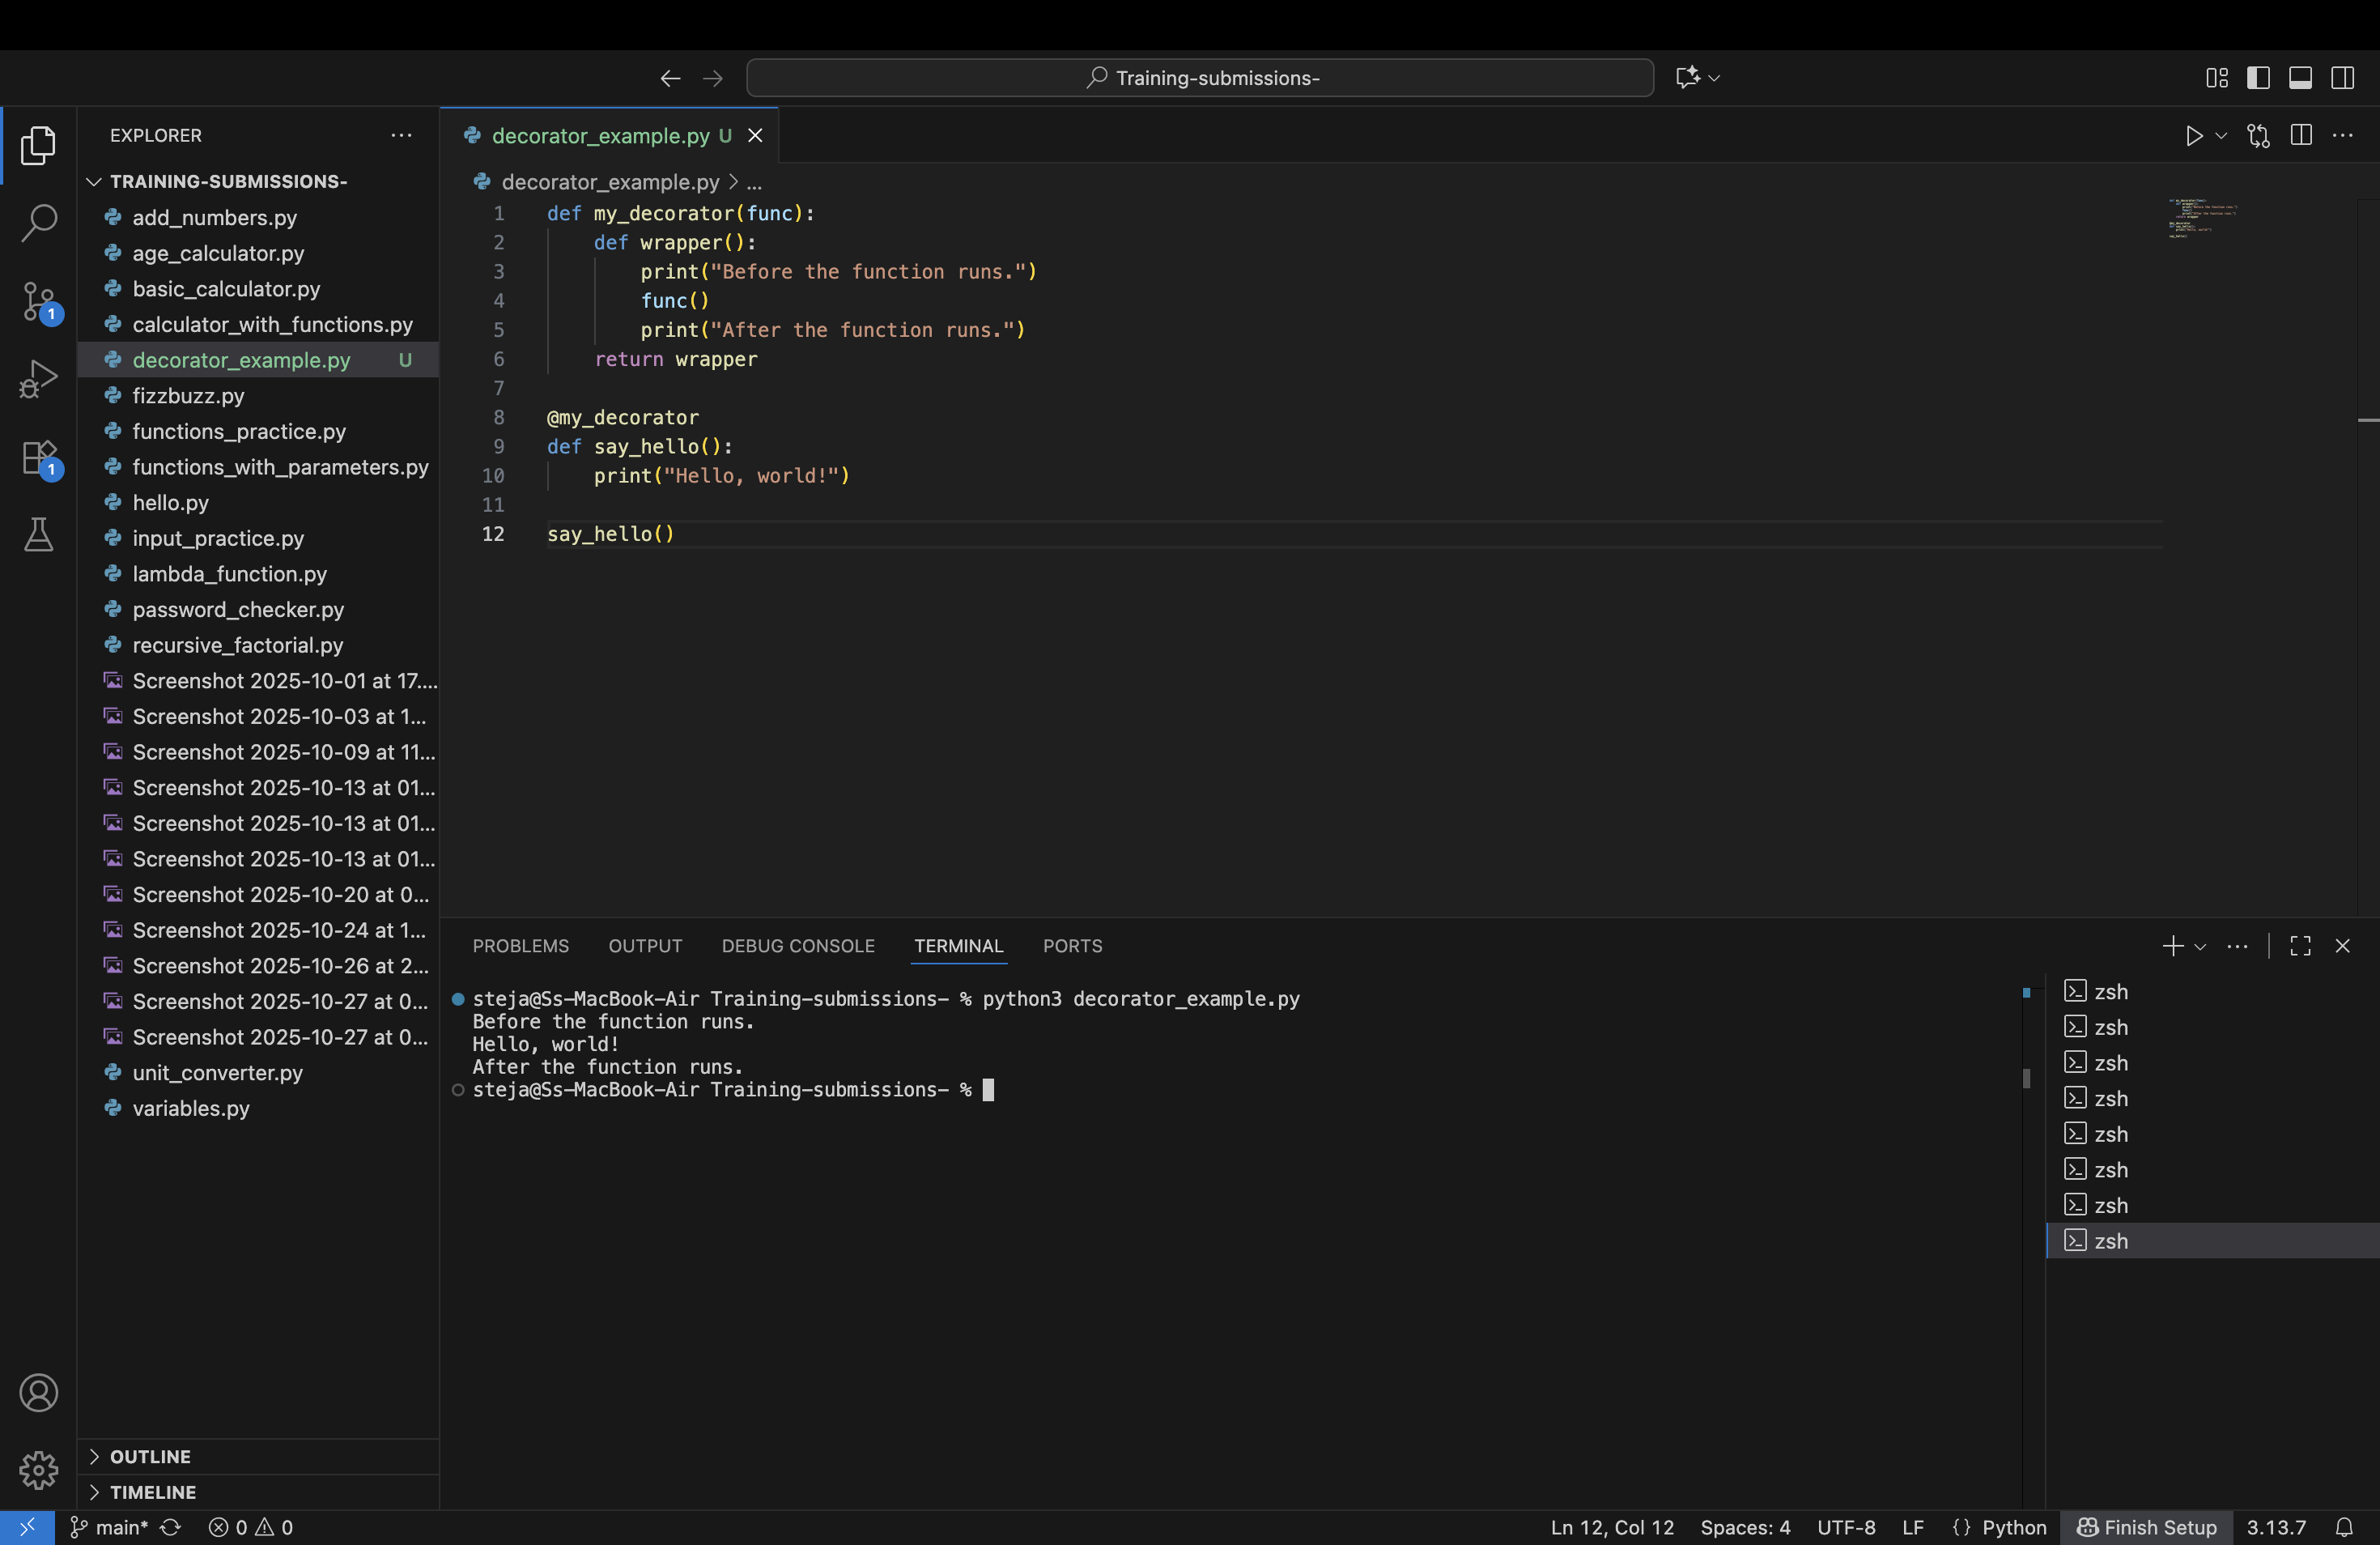 Training-submissions-
EXPLORER
TRAINING-SUBMISSIONS-
add_numbers.py
age_calculator.py
basic_calculator.py
calculator_with_functions.py
decorator_example.py U
fizzbuzz.py
functions_practice.py
functions_with_parameters.py
hello.py
input_practice.py
lambda_function.py
password_checker.py
recursive_factorial.py
Screenshot 2025-10-01 at 17....
Screenshot 2025-10-03 at 1...
Screenshot 2025-10-09 at 11...
Screenshot 2025-10-13 at 01...
Screenshot 2025-10-13 at 01...
Screenshot 2025-10-13 at 01...
Screenshot 2025-10-20 at 0...
Screenshot 2025-10-24 at 1...
Screenshot 2025-10-26 at 2...
Screenshot 2025-10-27 at 0...
Screenshot 2025-10-27 at 0...
unit_converter.py
variables.py
OUTLINE
TIMELINE
1
1
decorator_example.py U
decorator_example.py > ...
1 def my_decorator(func):
2     def wrapper():
3         print("Before the function runs.")
4         func()
5         print("After the function runs.")
6     return wrapper
7
8 @my_decorator
9 def say_hello():
10     print("Hello, world!")
11
12 say_hello()
PROBLEMS OUTPUT DEBUG CONSOLE TERMINAL PORTS
steja@Ss-MacBook-Air Training-submissions- % python3 decorator_example.py
Before the function runs.
Hello, world!
After the function runs.
steja@Ss-MacBook-Air Training-submissions- %
zsh
zsh
zsh
zsh
zsh
zsh
zsh
zsh
main* 0 0 Ln 12, Col 12 Spaces: 4 UTF-8 LF {} Python Finish Setup 3.13.7